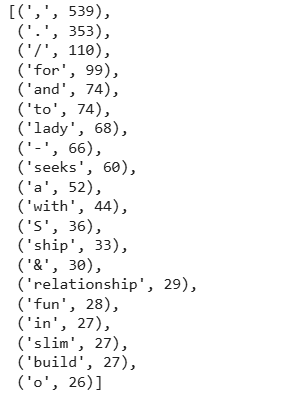 [(',', 539),
('.', 353),
('/', 110),
('for', 99),
('and', 74),
('to', 74),
('lady', 68),
('-', 66),
('seeks', 60),
('a', 52),
('with', 44),
('S', 36),
('ship', 33),
('&', 30),
('relationship', 29),
('fun', 28),
('in', 27),
('slim', 27),
('build', 27),
('o', 26)]